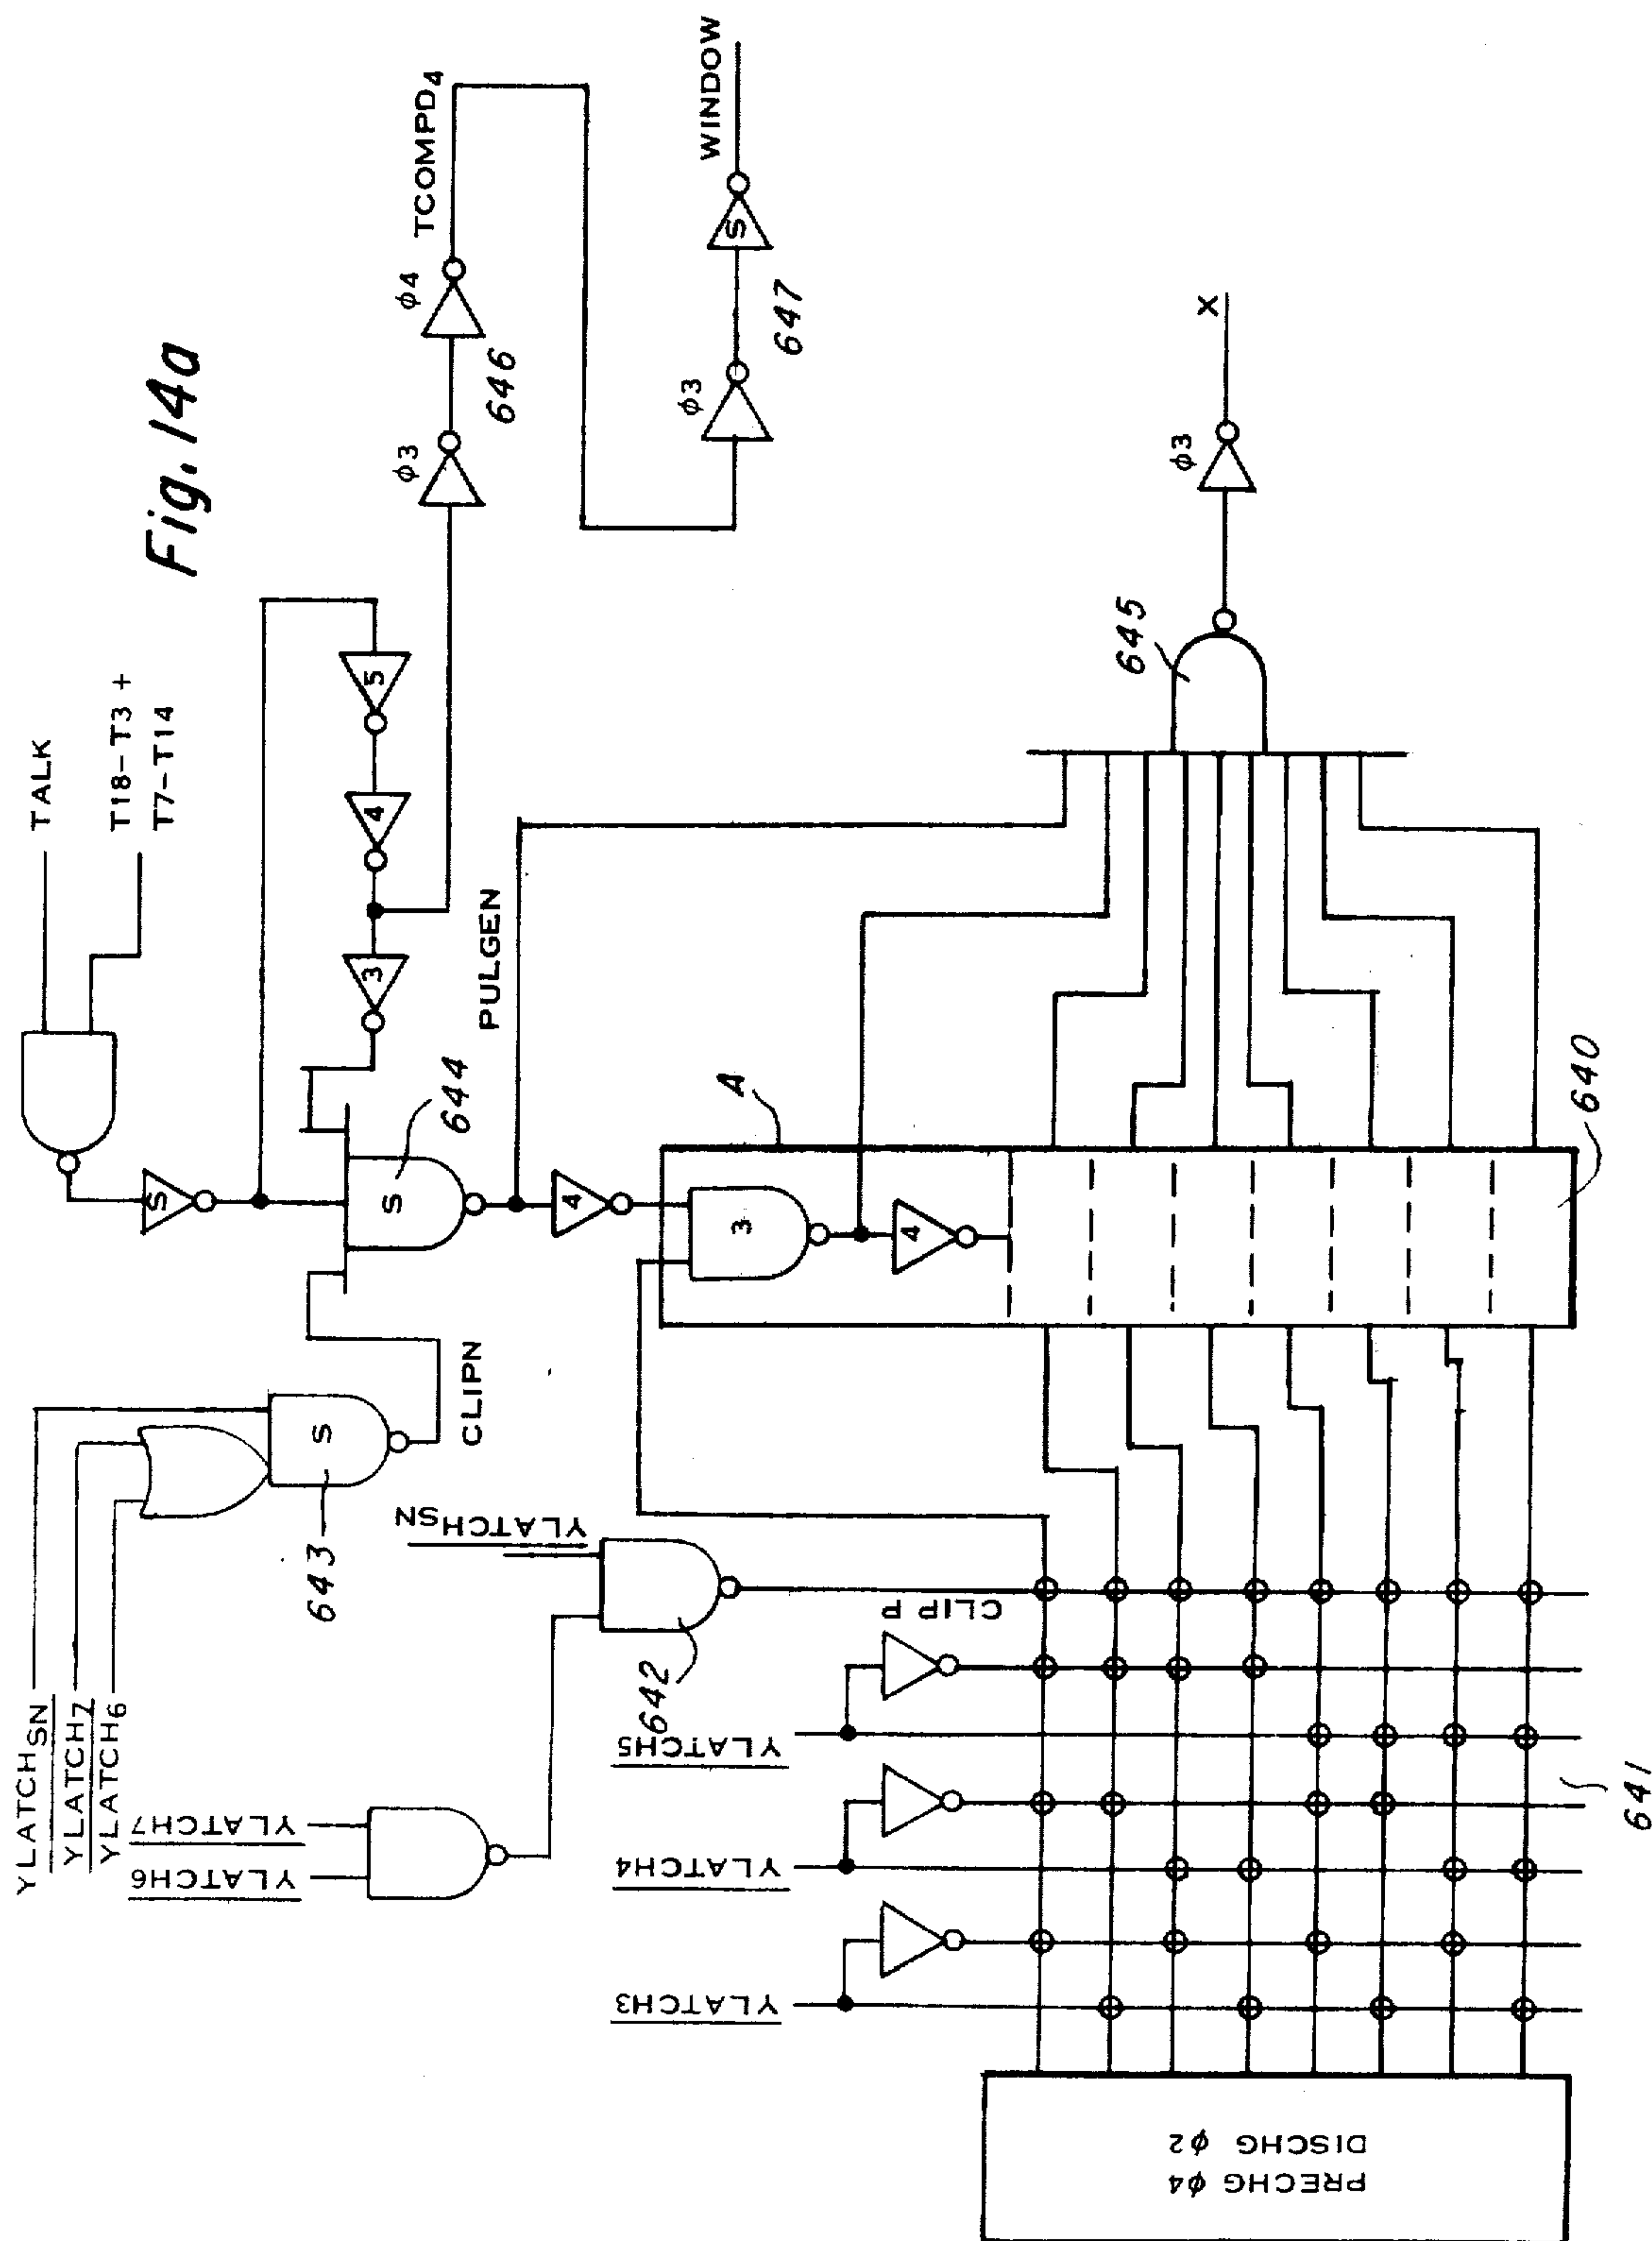 Fig. 14a
TALK
T18-T3 +
T7-T14
TCOMPD4
WINDOW
φ3
φ4
646
φ3
S
647
S
5
4
3
PULGEN
S
644
4
A
3
4
640
645
φ3
X
YLATCHSN
YLATCH7
YLATCH6
S
643
CLIPN
YLATCH7
YLATCH6
YLATCHSN
642
CLIP P
YLATCH5
YLATCH4
YLATCH3
641
PRECHG φ4
DISCHG φ2